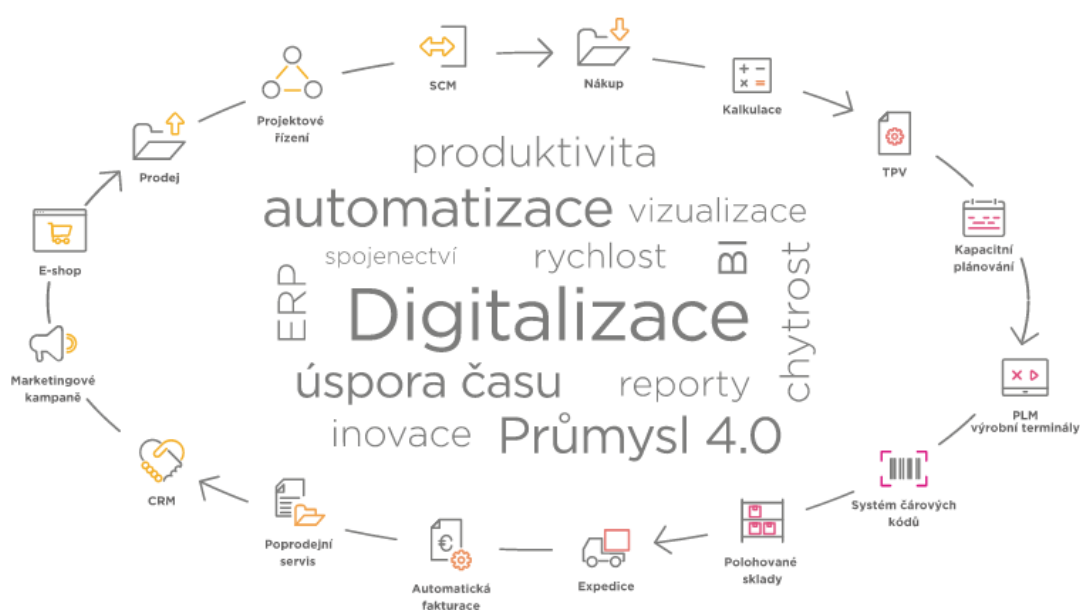 SCM
Nákup
Kalkulace
Projektové
řízení
Prodej
TPV
E-shop
Kapacitní
plánování
Marketingové
kampaně
PLM
výrobní terminály
CRM
Systém čárových
kódů
Poprodejní
servis
Automatická
fakturace
Expedice
Polohované
sklady
produktivita
automatizace
vizualizace
spojenectví
rychlost
BI
ERP
Digitalizace
chytrost
úspora času
reporty
inovace
Průmysl 4.0